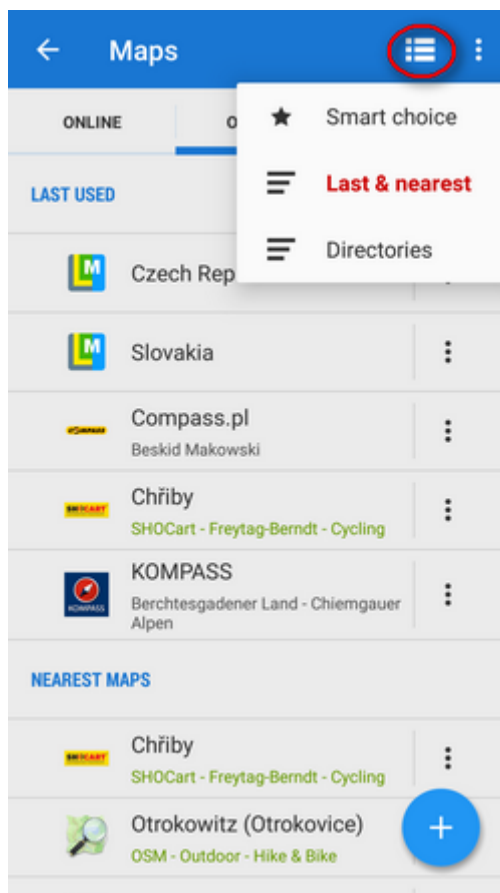 Maps
ONLINE
O
Smart choice
Last & nearest
Directories
LAST USED
Czech Rep
Slovakia
Compass.pl
Beskid Makowski
Chřiby
SHOCart - Freytag-Berndt - Cycling
KOMPASS
Berchtesgadener Land - Chiemgauer
Alpen
NEAREST MAPS
Chřiby
SHOCart - Freytag-Berndt - Cycling
Otrokowitz (Otrokovice)
OSM - Outdoor - Hike & Bike